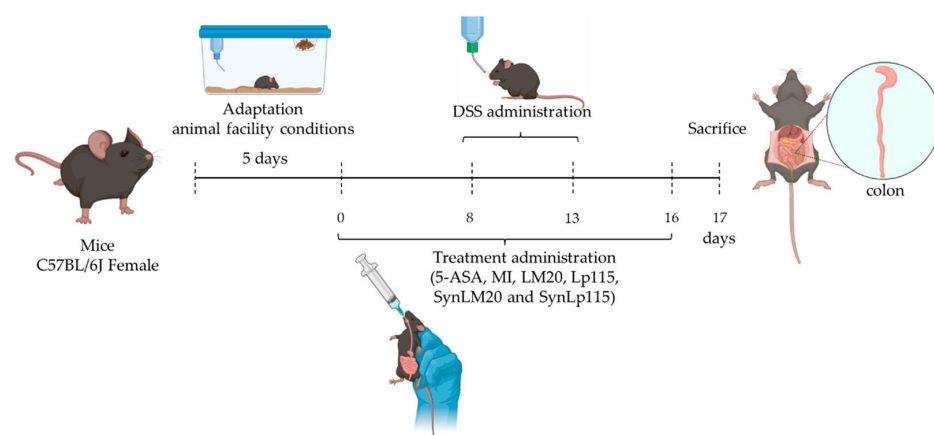 Adaptation
animal facility conditions
5 days
DSS administration
Sacrifice
colon
Mice
C57BL/6J Female
0
8
13
16
17
days
Treatment administration
(5-ASA, MI, LM20, Lp115,
SynLM20 and SynLp115)